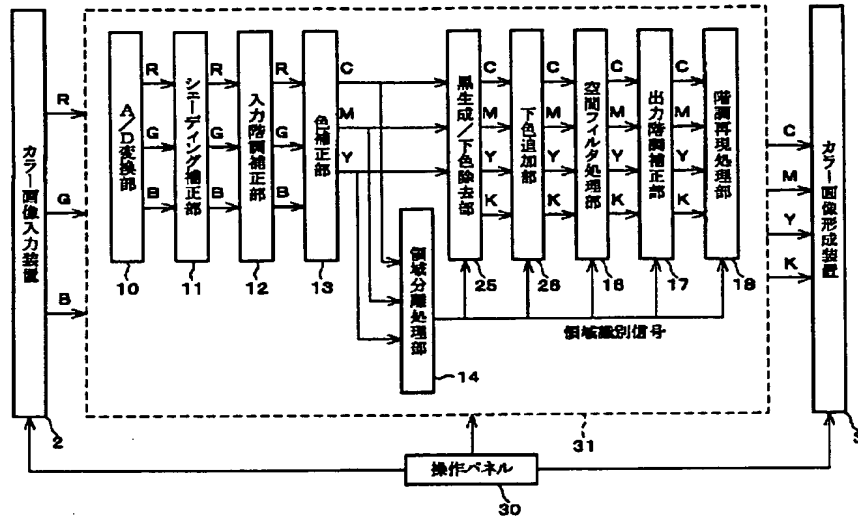 カラー画像入力装置
2
R
G
B
A/D変換部
10
R
G
B
シェーディング補正部
11
R
G
B
入力階調補正部
12
R
G
B
色補正部
13
C
M
Y
領域分離処理部
14
黒生成/下色除去部
25
C
M
Y
K
下色追加部
26
C
M
Y
K
空間フィルタ処理部
16
C
M
Y
K
出力階調補正部
17
C
M
Y
K
階調再現処理部
18
領域識別信号
31
C
M
Y
K
カラー画像形成装置
3
操作パネル
30